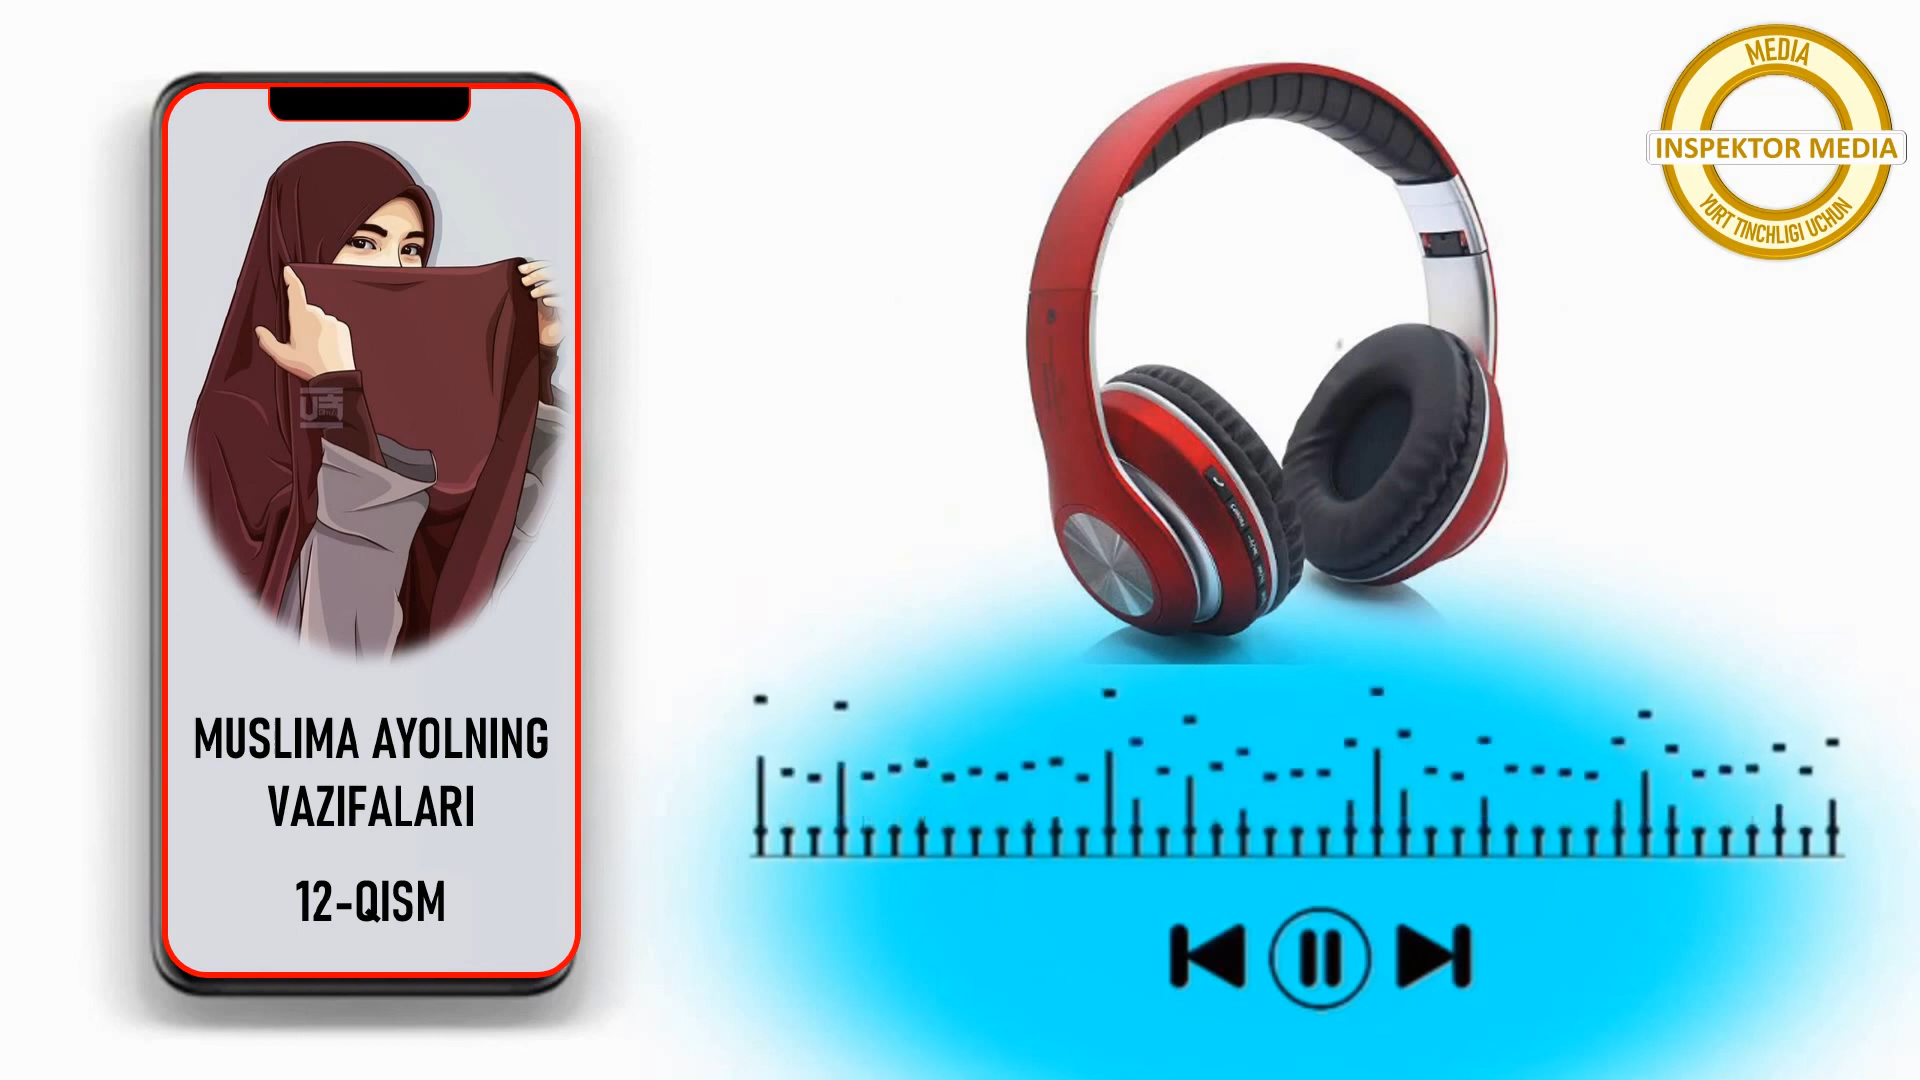 MUSLIMA AYOLNING
VAZIFALARI
12-QISM
MEDIA
INSPEKTOR MEDIA
YURT TINCHLIGI UCHUN